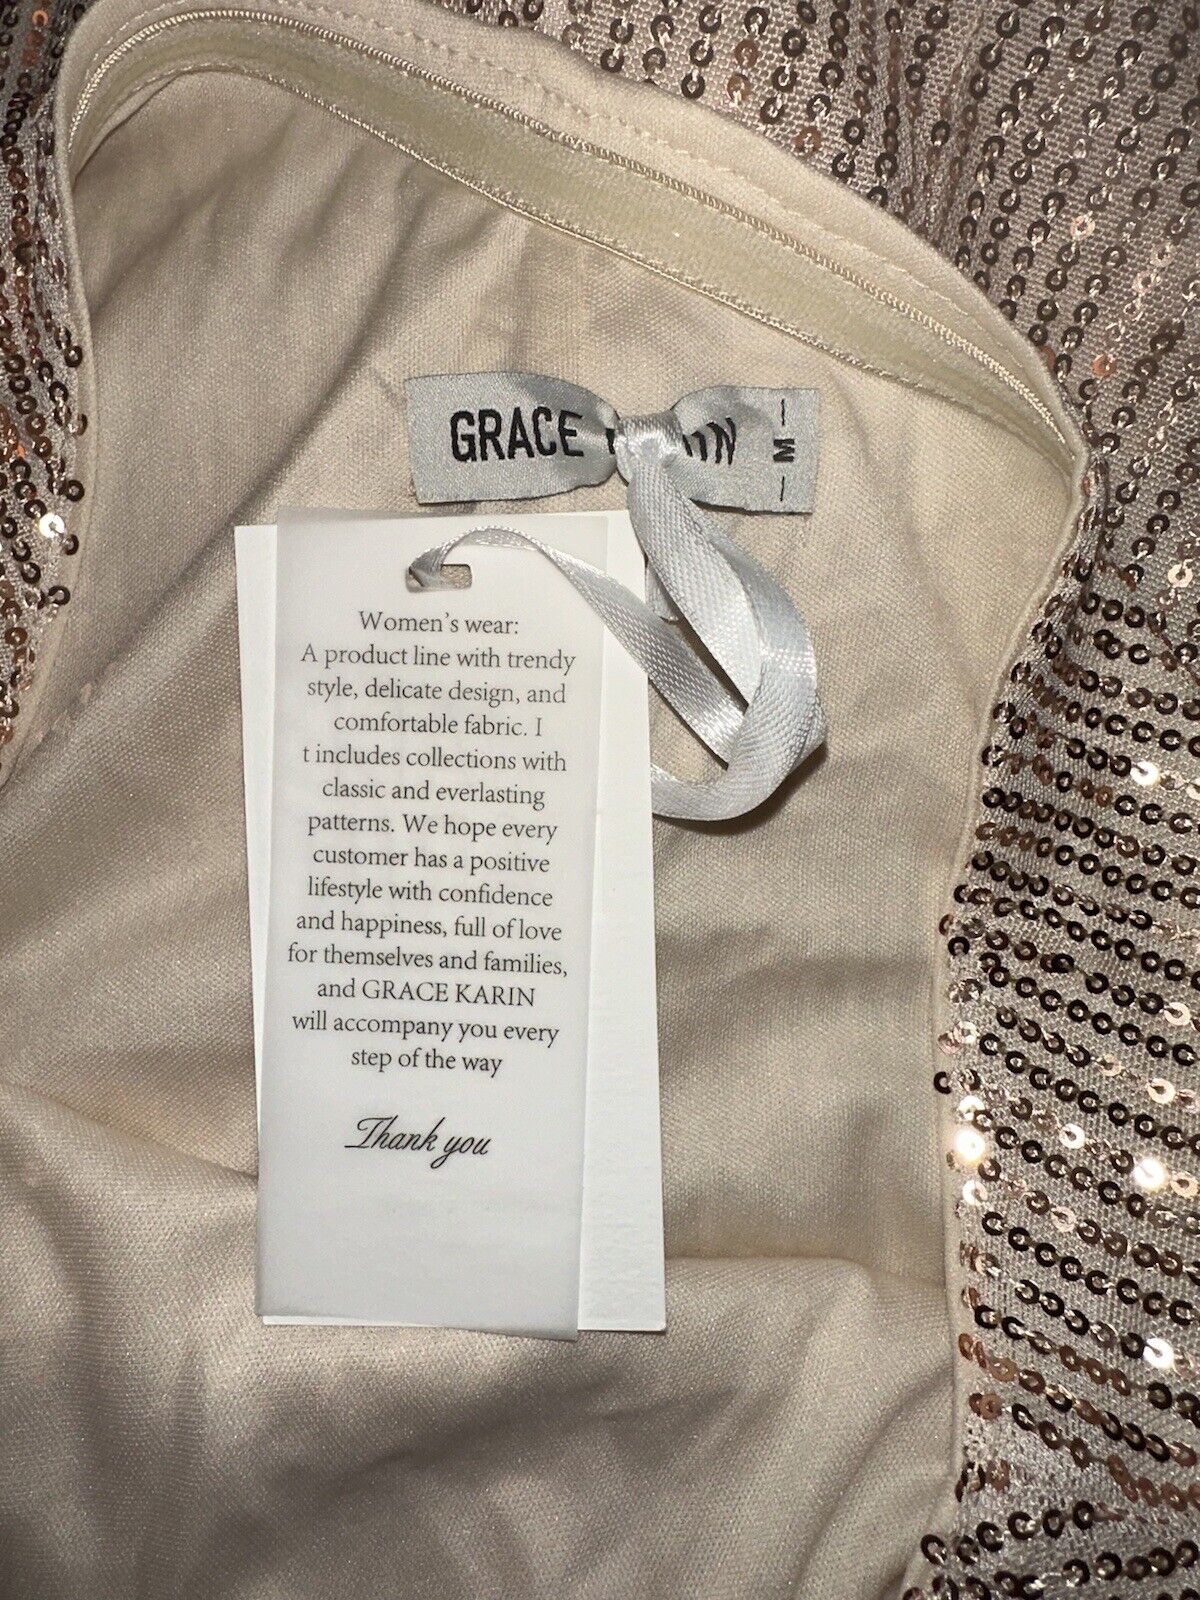 GRACE
— M —
Women's wear:
A product line with trendy
style, delicate design, and
comfortable fabric. I
t includes collections with
classic and everlasting
patterns. We hope every
customer has a positive
lifestyle with confidence
and happiness, full of love
for themselves and families,
and GRACE KARIN
will accompany you every
step of the way
Thank you